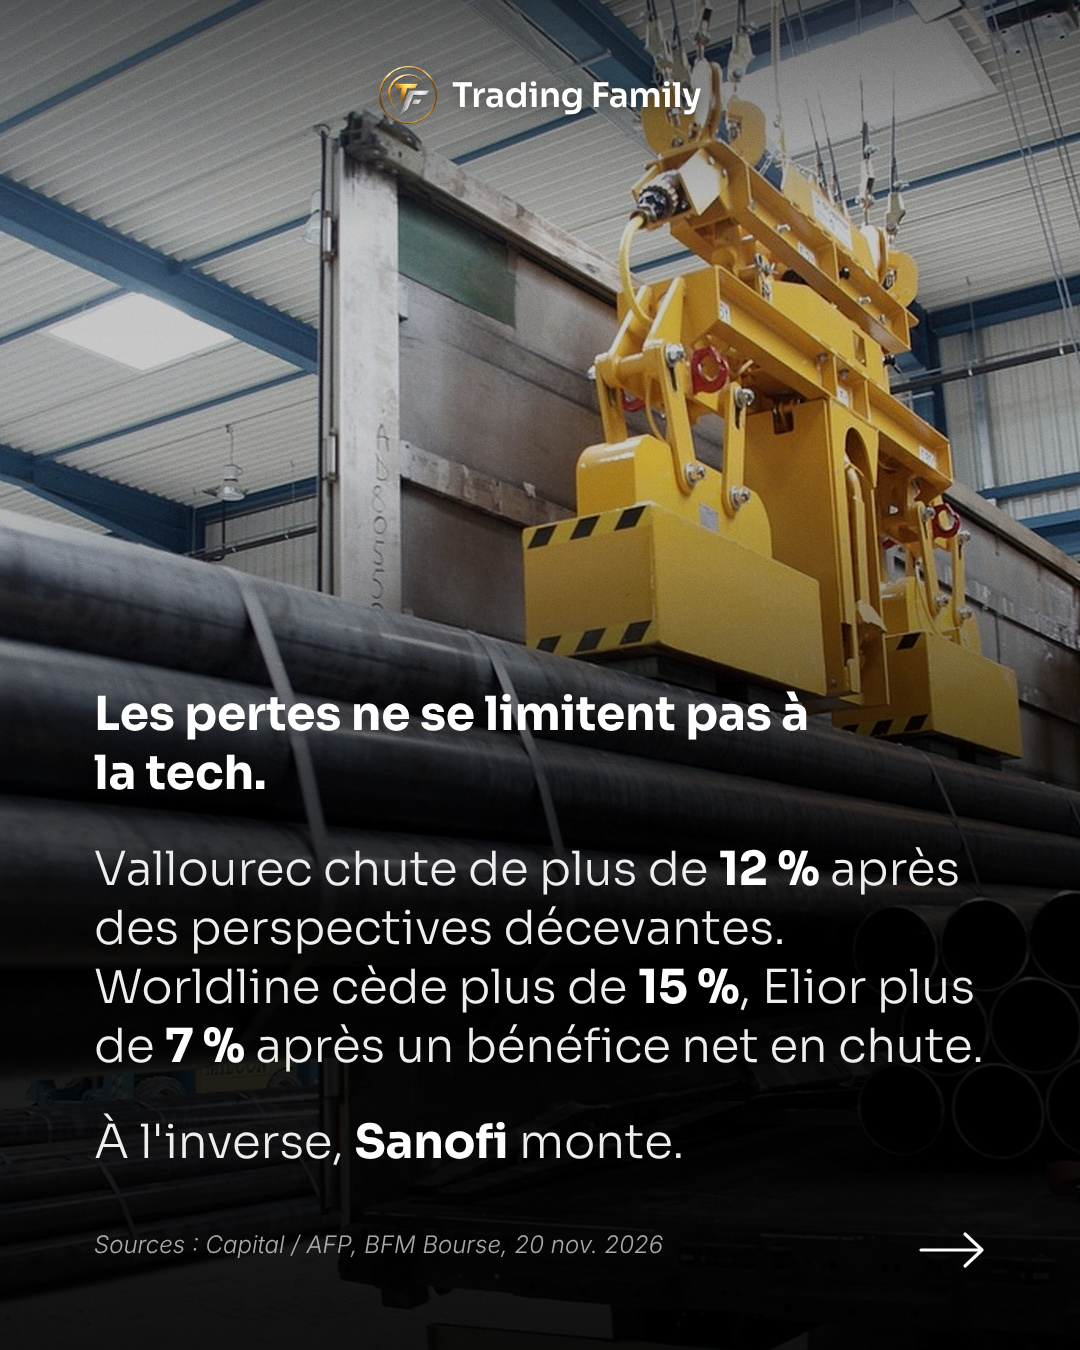 Trading Family
Les pertes ne se limitent pas à
la tech.
Vallourec chute de plus de 12 % après
des perspectives décevantes.
Worldline cède plus de 15 %, Elior plus
de 7 % après un bénéfice net en chute.
À l'inverse, Sanofi monte.
Sources : Capital / AFP, BFM Bourse, 20 nov. 2026